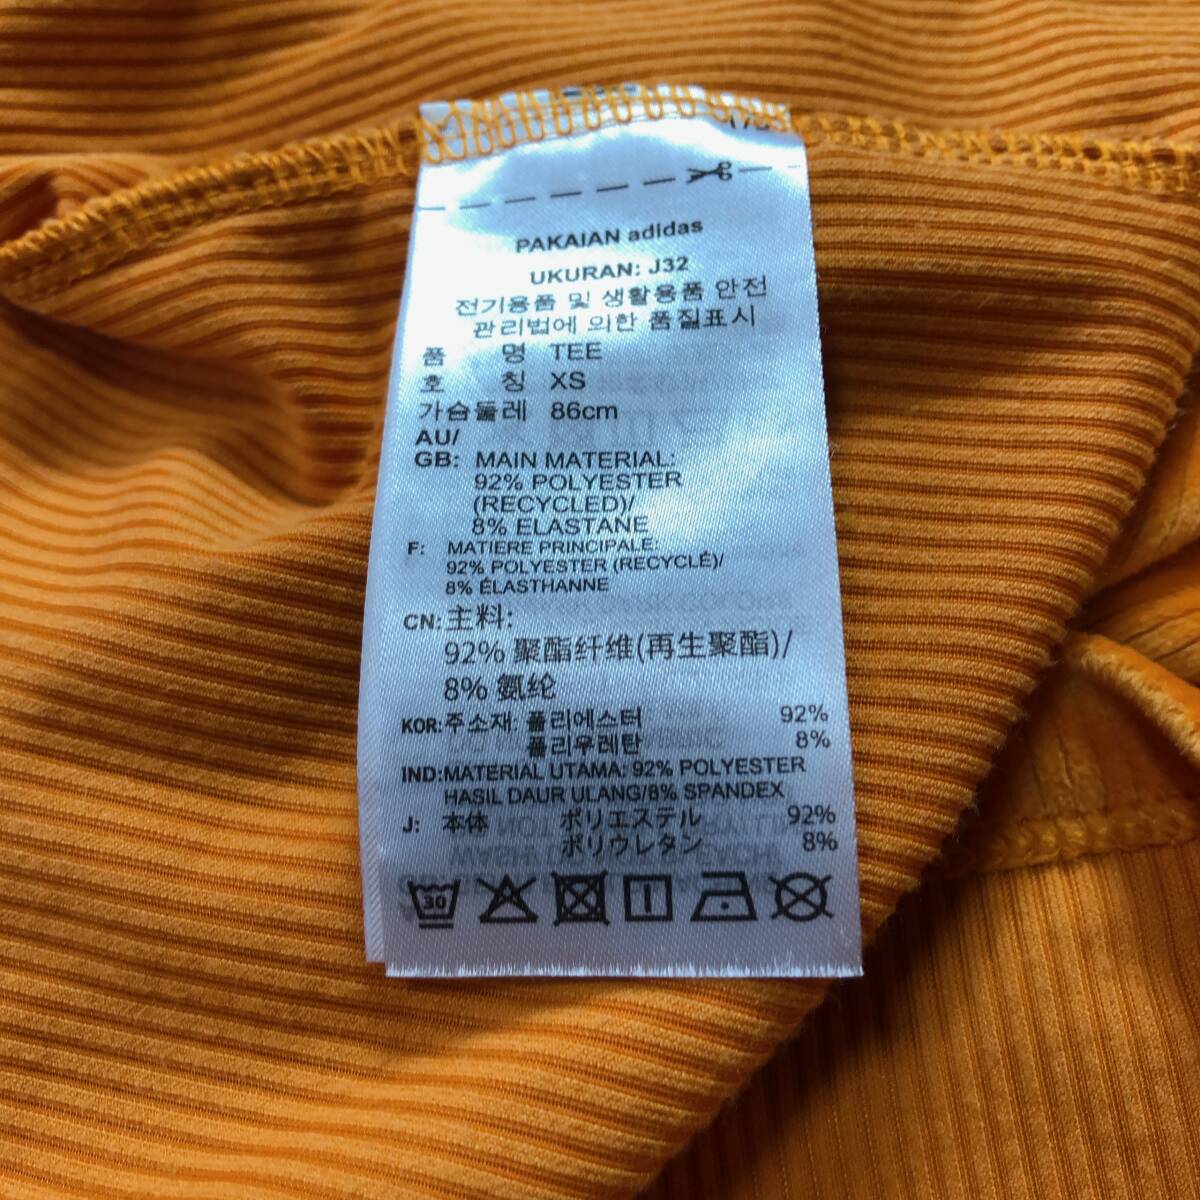 PAKAIAN adidas
UKURAN: J32
전기용품 및 생활용품 안전
관리법에 의한 품질표시
품 명 TEE
호 칭 XS
가슴둘레 86cm
AU/
GB: MAIN MATERIAL:
92% POLYESTER
(RECYCLED)/
8% ELASTANE
F: MATIERE PRINCIPALE:
92% POLYESTER (RECYCLÉ)/
8% ÉLASTHANNE
CN: 主料:
92% 聚酯纤维(再生聚酯)/
8% 氨纶
KOR: 주소재: 폴리에스터 92%
폴리우레탄 8%
IND: MATERIAL UTAMA: 92% POLYESTER
HASIL DAUR ULANG/8% SPANDEX
J: 本体 ポリエステル 92%
ポリウレタン 8%
30